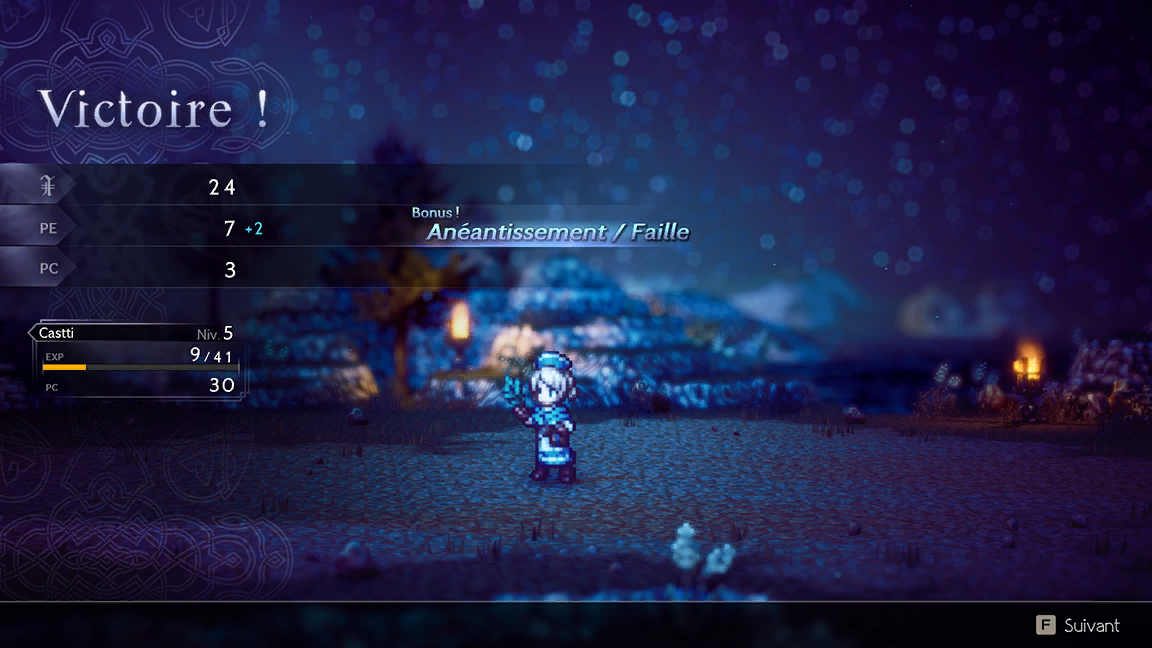 Victoire !
24
PE 7 +2
Bonus !
Anéantissement / Faille
PC 3
Castti Niv. 5
EXP 9/41
PC 30
F Suivant